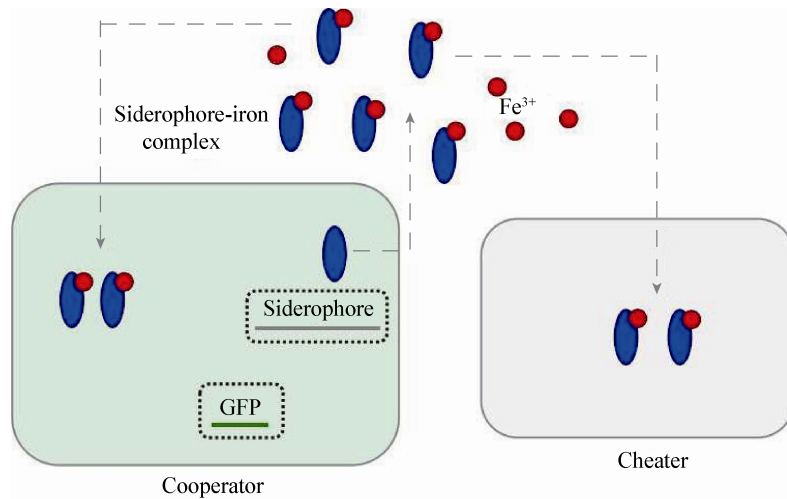 Siderophore-iron
complex
Fe³⁺
Siderophore
GFP
Cooperator
Cheater